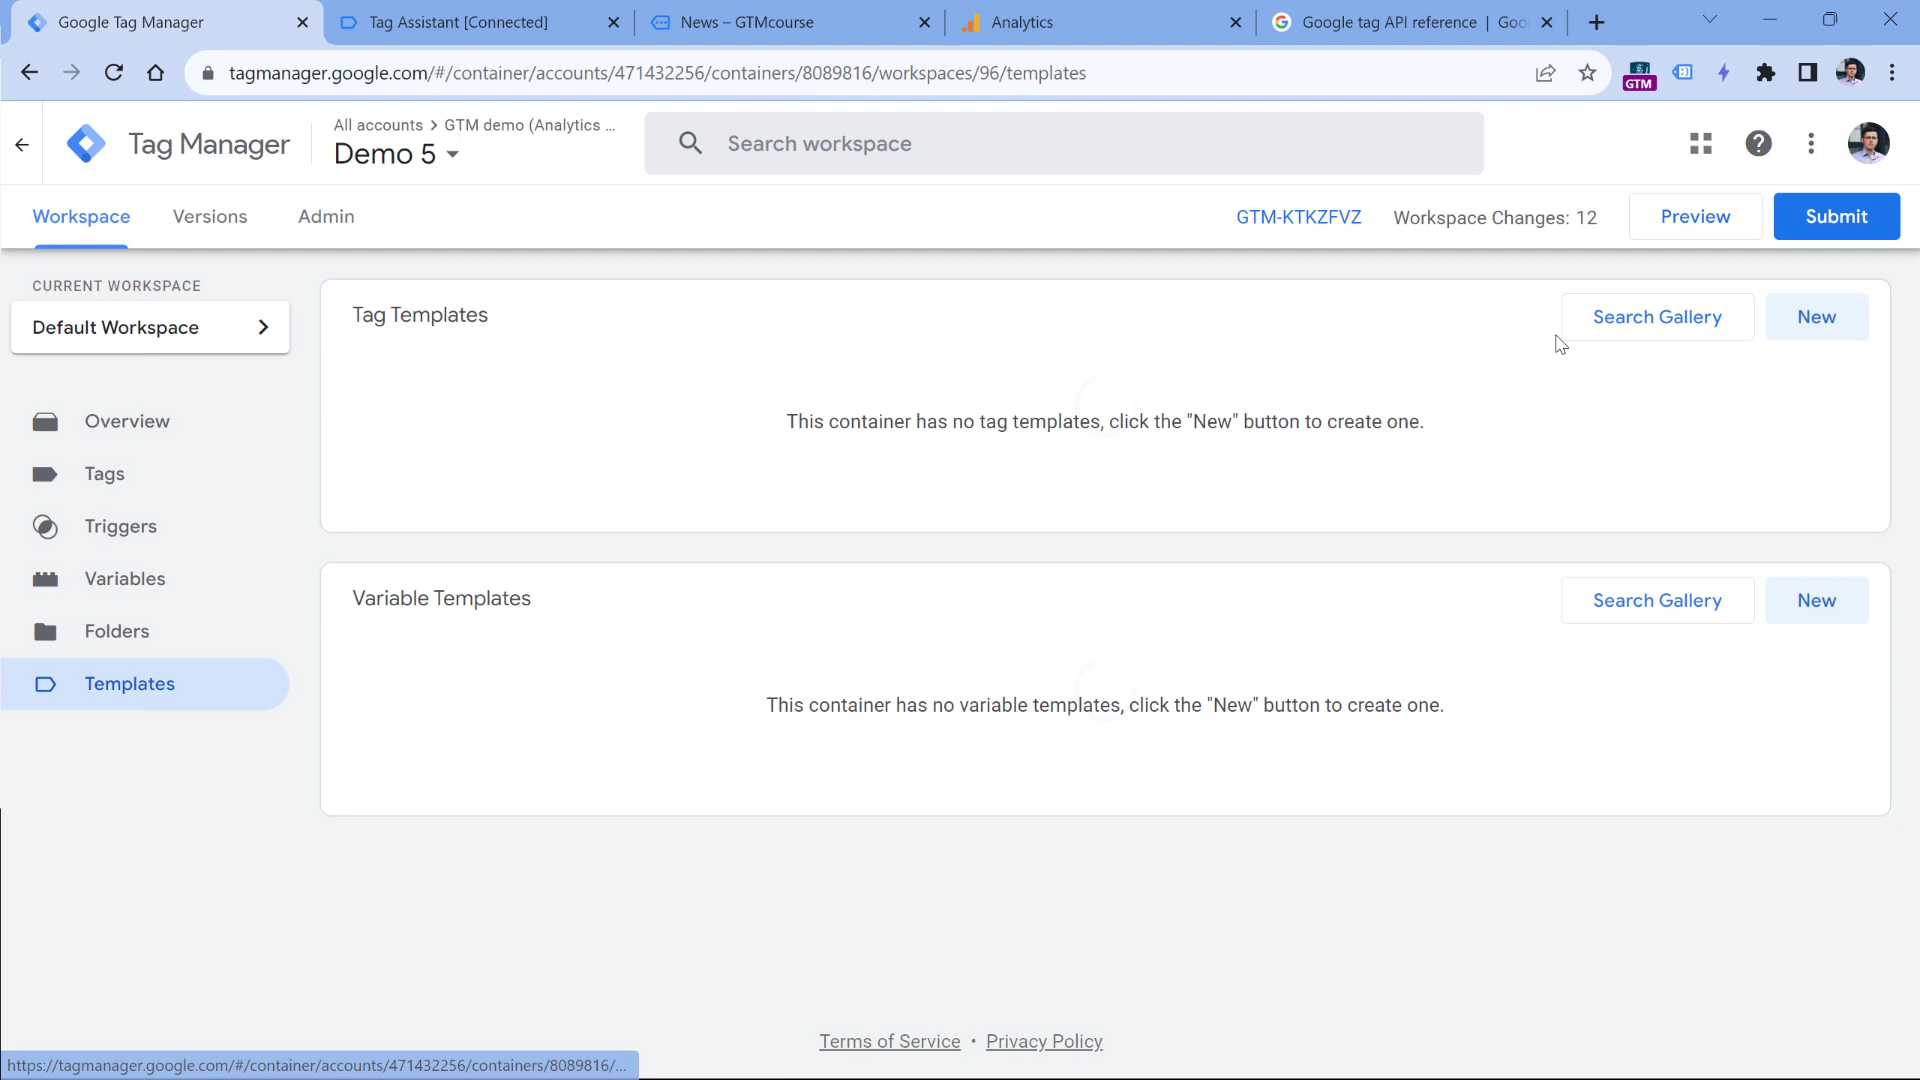 Google Tag Manager
Tag Assistant [Connected]
News – GTMcourse
Analytics
Google tag API reference | Goo
tagmanager.google.com/#/container/accounts/471432256/containers/8089816/workspaces/96/templates
GTM
Tag Manager
All accounts > GTM demo (Analytics ...
Demo 5
Search workspace
Workspace
Versions
Admin
GTM-KTKZFVZ
Workspace Changes: 12
Preview
Submit
CURRENT WORKSPACE
Default Workspace
Overview
Tags
Triggers
Variables
Folders
Templates
Tag Templates
Search Gallery
New
This container has no tag templates, click the "New" button to create one.
Variable Templates
Search Gallery
New
This container has no variable templates, click the "New" button to create one.
Terms of Service • Privacy Policy
https://tagmanager.google.com/#/container/accounts/471432256/containers/8089816/...